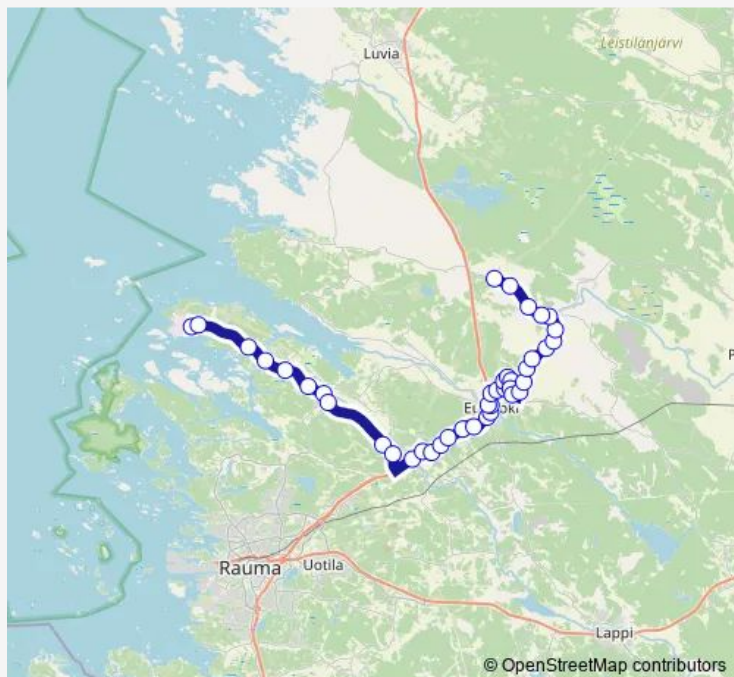 Luvia
Leistilänjärvi
Rauma
Uotila
Lappi
© OpenStreetMap contributors